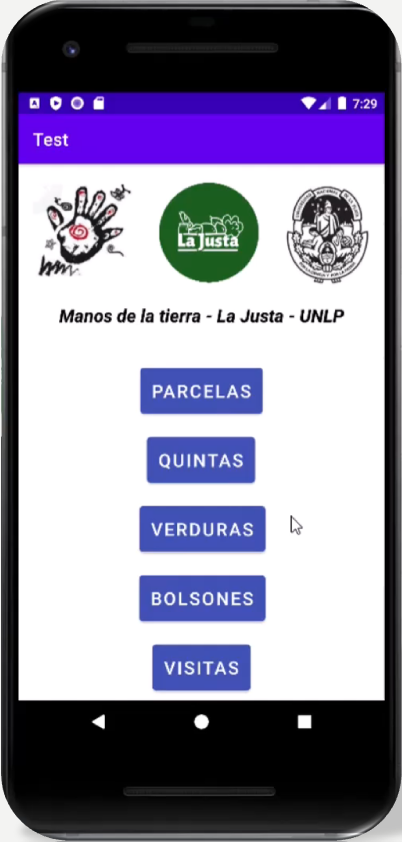 7:29
Test
La Justa
Manos de la tierra - La Justa - UNLP
PARCELAS
QUINTAS
VERDURAS
BOLSONES
VISITAS